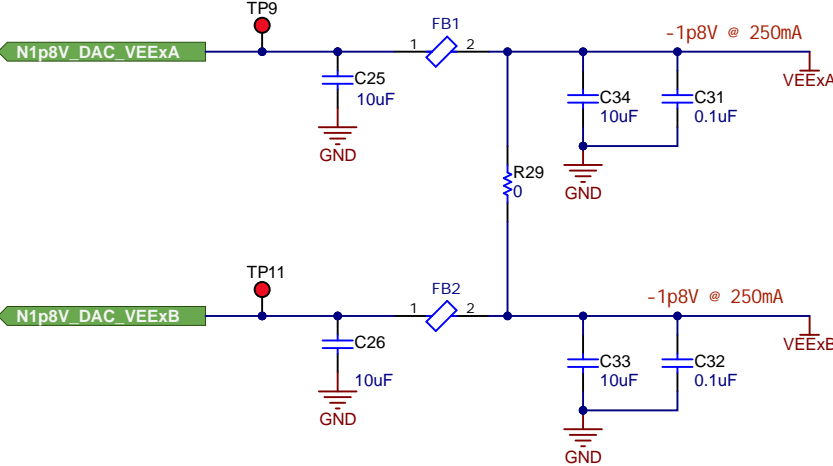 TP9
FB1
-1p8V @ 250mA
N1p8V_DAC_VEExA
1
2
VEExA
C25
10uF
C34
10uF
C31
0.1uF
GND
R29
0
GND
TP11
FB2
-1p8V @ 250mA
N1p8V_DAC_VEExB
1
2
VEExB
C26
10uF
C33
10uF
C32
0.1uF
GND
GND